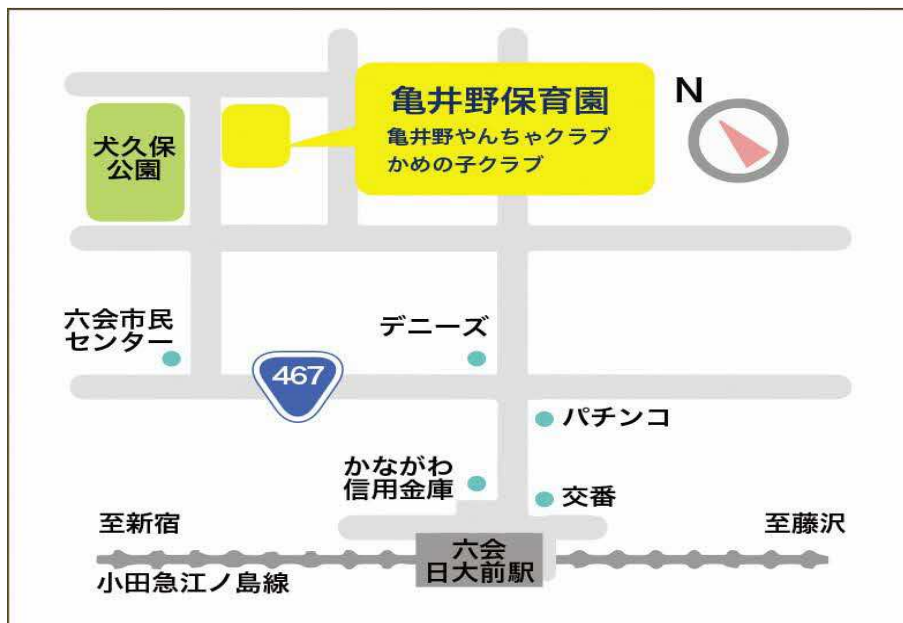 亀井野保育園
亀井野やんちゃクラブ
かめの子クラブ
N
犬久保
公園
六会市民
センター
デニーズ
467
パチンコ
かながわ
信用金庫
交番
至新宿
至藤沢
六会
日大前駅
小田急江ノ島線